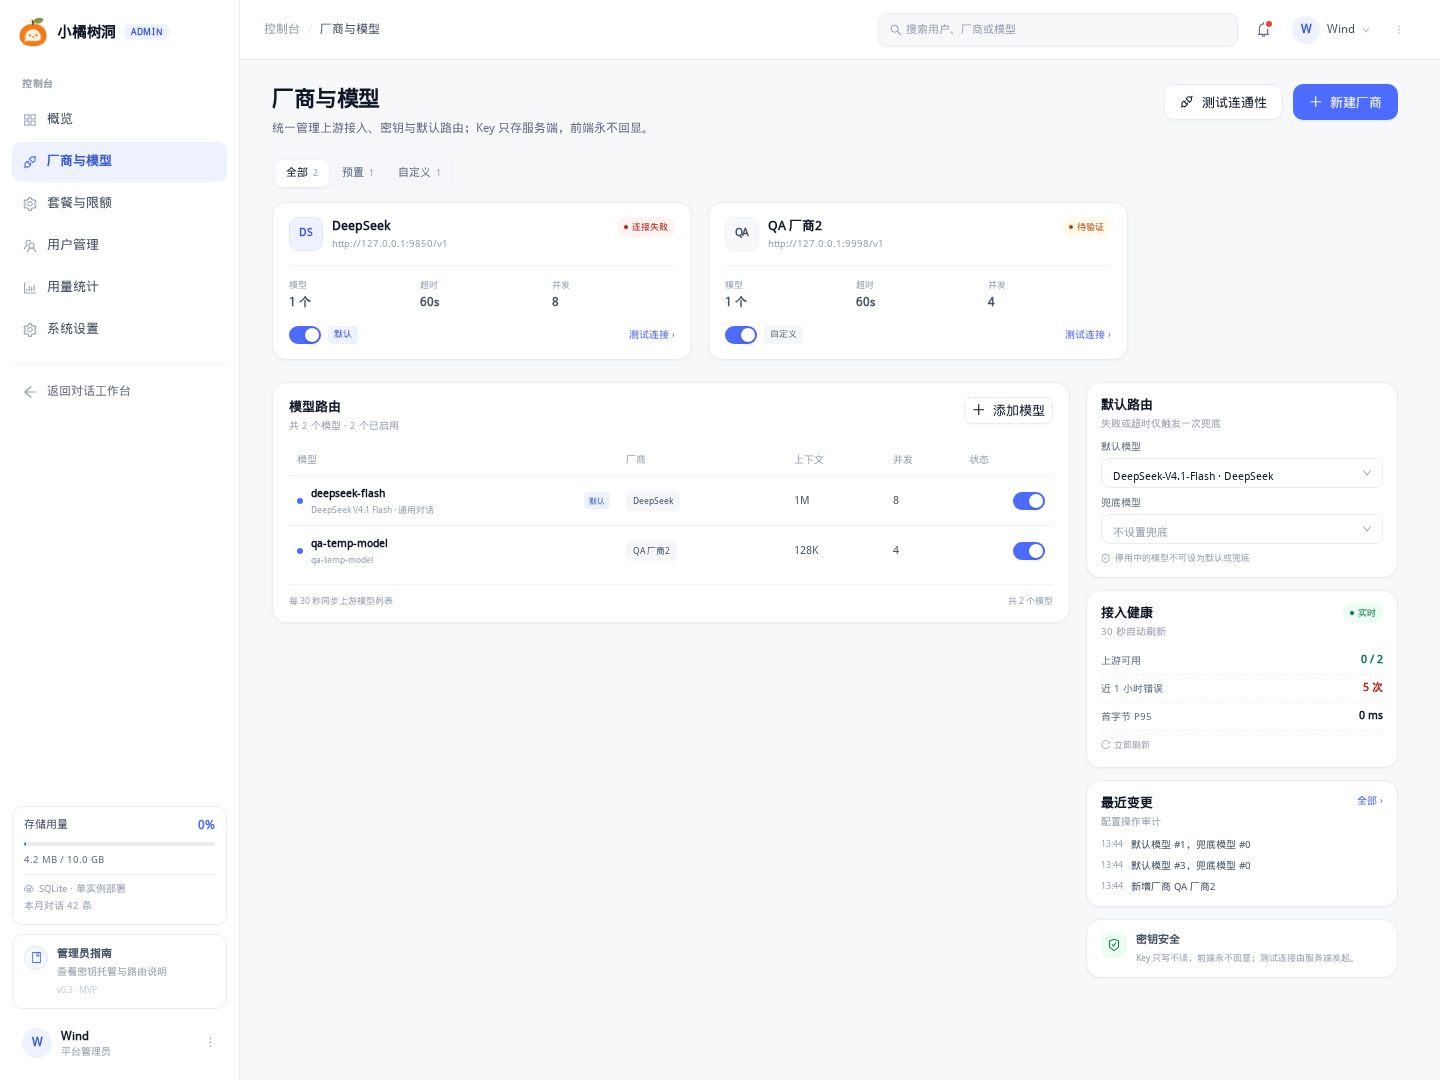 小橘树洞 ADMIN
控制台
概览
厂商与模型
套餐与限额
用户管理
用量统计
系统设置
返回对话工作台
存储用量 0%
4.2 MB / 10.0 GB
SQLite · 单实例部署
本月对话 42 条
管理员指南
查看密钥托管与路由说明
v0.3 · MVP
W Wind
平台管理员
控制台 / 厂商与模型
搜索用户、厂商或模型
W Wind
厂商与模型
统一管理上游接入、密钥与默认路由；Key 只存服务端，前端永不回显。
测试连通性
新建厂商
全部 2 预置 1 自定义 1
DS DeepSeek 连接失败
http://127.0.0.1:9850/v1
模型 超时 并发
1 个 60s 8
默认 测试连接 ›
QA QA 厂商2 待验证
http://127.0.0.1:9998/v1
模型 超时 并发
1 个 60s 4
自定义 测试连接 ›
模型路由
共 2 个模型 · 2 个已启用
添加模型
模型 厂商 上下文 并发 状态
deepseek-flash 默认 DeepSeek 1M 8
DeepSeek V4.1 Flash · 通用对话
qa-temp-model QA 厂商2 128K 4
qa-temp-model
每 30 秒同步上游模型列表 共 2 个模型
默认路由
失败或超时仅触发一次兜底
默认模型
DeepSeek-V4.1-Flash · DeepSeek
兜底模型
不设置兜底
停用中的模型不可设为默认或兜底
接入健康 实时
30 秒自动刷新
上游可用 0 / 2
近 1 小时错误 5 次
首字节 P95 0 ms
立即刷新
最近变更 全部 ›
配置操作审计
13:44 默认模型 #1，兜底模型 #0
13:44 默认模型 #3，兜底模型 #0
13:44 新增厂商 QA 厂商2
密钥安全
Key 只写不读，前端永不回显；测试连接由服务端发起。